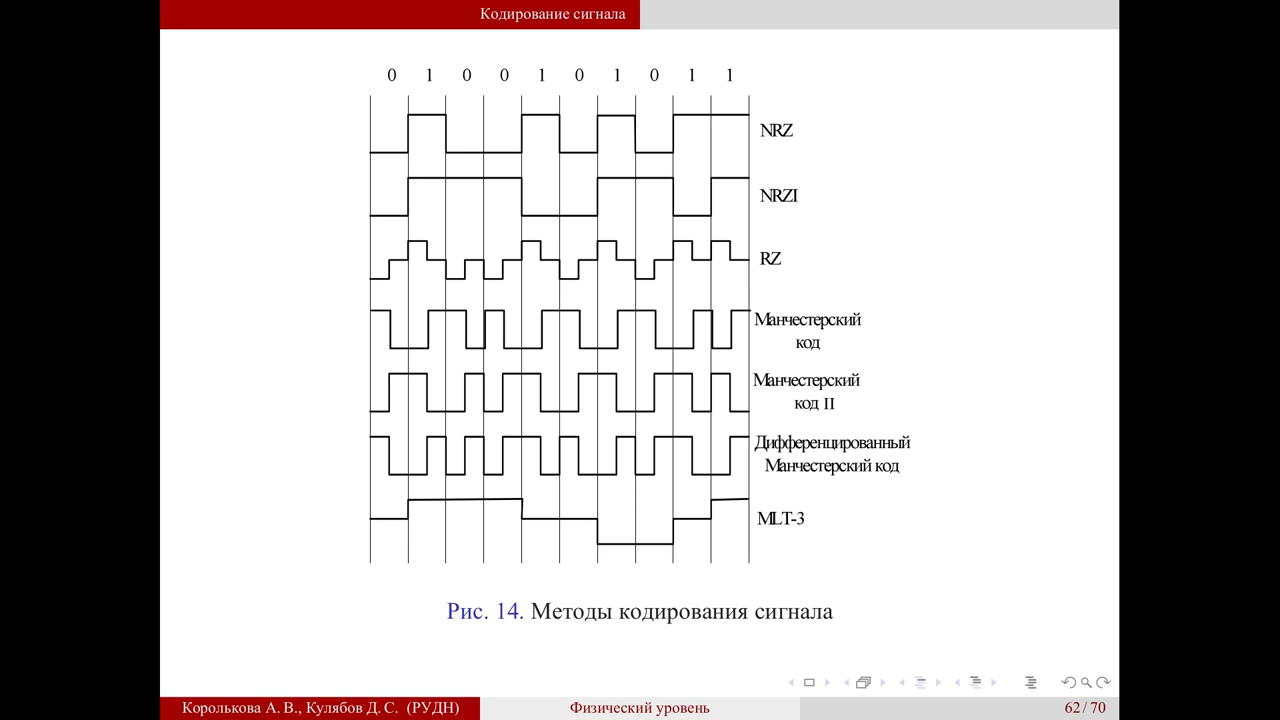 Кодирование сигнала
0 1 0 0 1 0 1 0 1 1
NRZ
NRZI
RZ
Манчестерский
код
Манчестерский
код II
Дифференцированный
Манчестерский код
MLT-3
Рис. 14. Методы кодирования сигнала
Королькова А. В., Кулябов Д. С. (РУДН)
Физический уровень
62 / 70